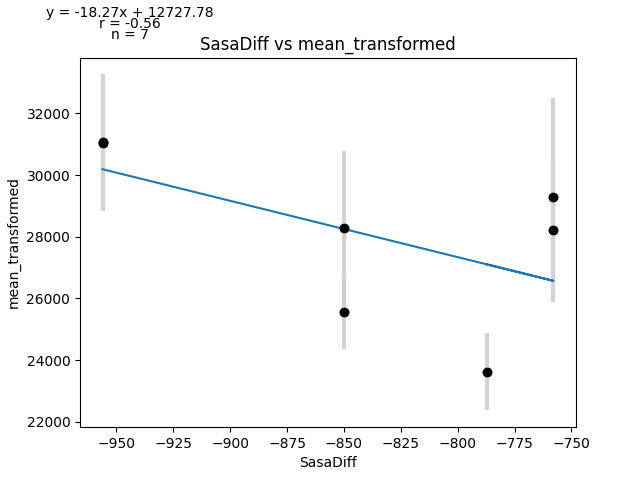 y = -18.27x + 12727.78
r = -0.56
n = 7
SasaDiff vs mean_transformed
mean_transformed
32000
30000
28000
26000
24000
22000
−950
−925
−900
−875
−850
−825
−800
−775
−750
SasaDiff